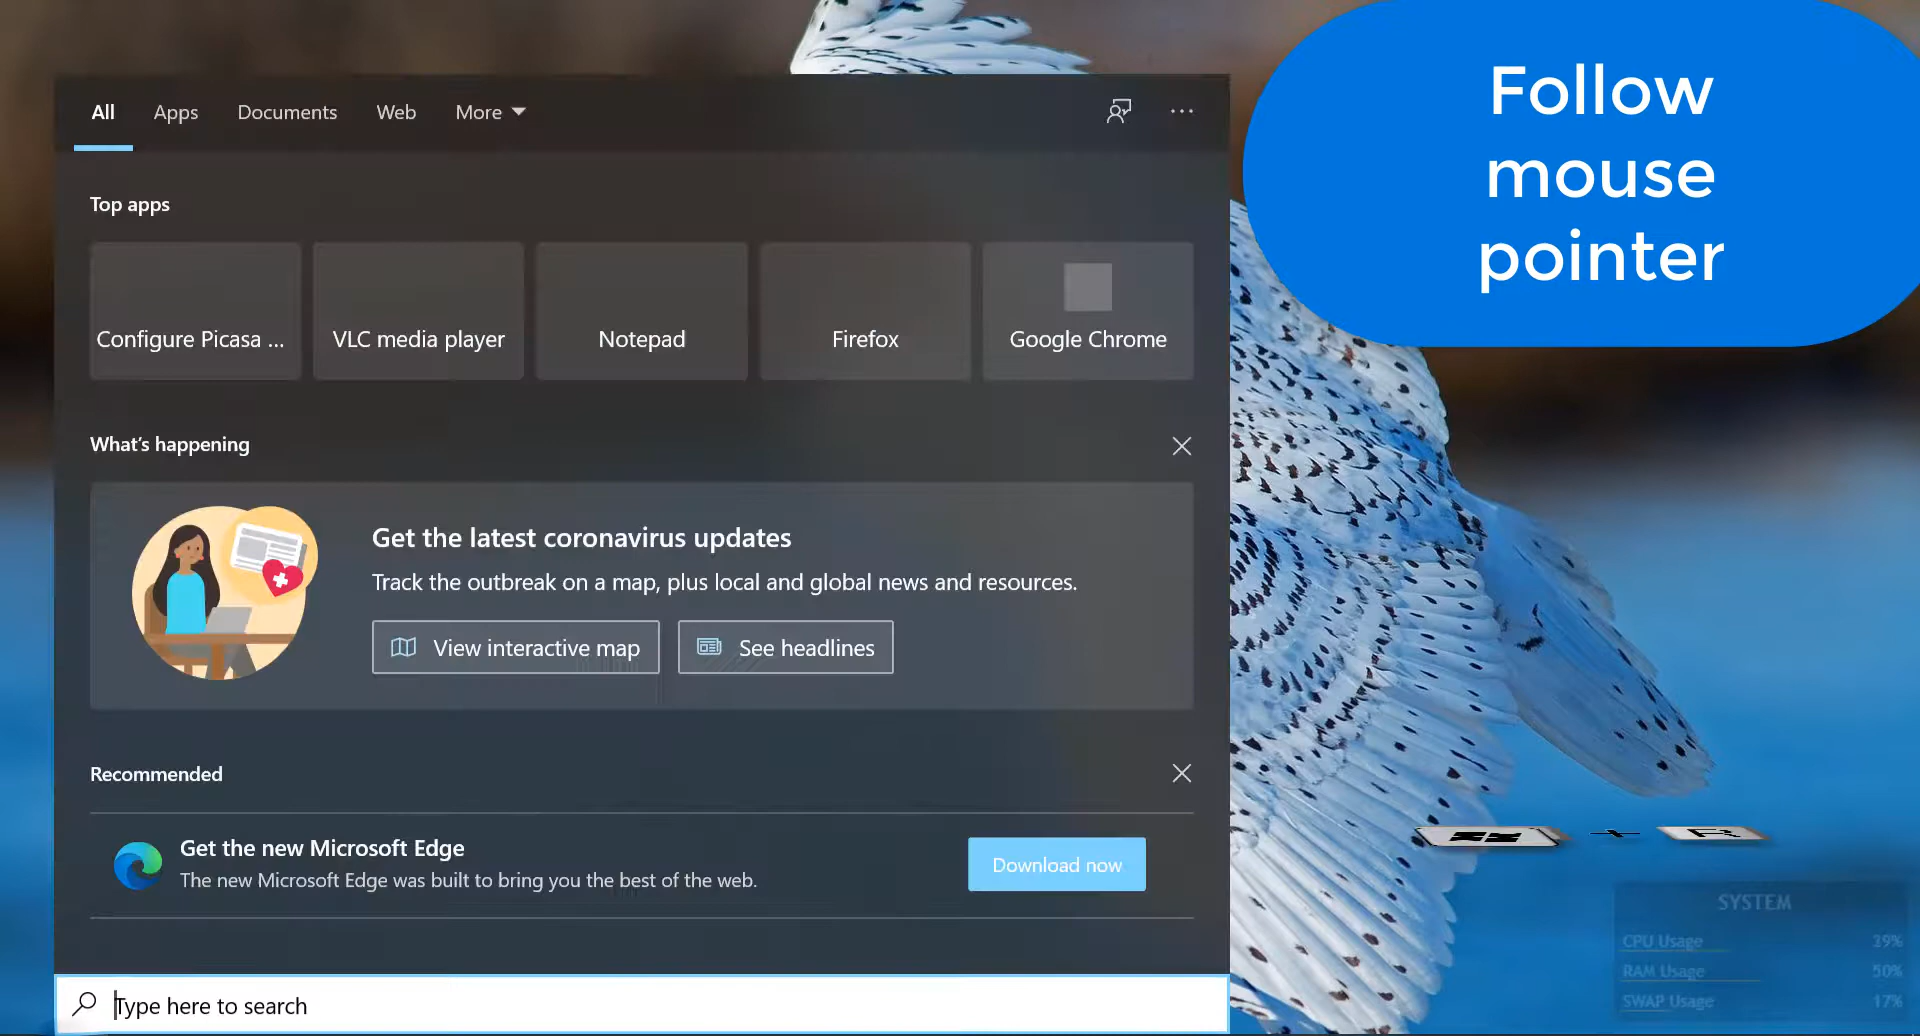 All Apps Documents Web More
Follow
mouse
pointer
Top apps
Configure Picasa ... VLC media player Notepad Firefox Google Chrome
What's happening
Get the latest coronavirus updates
Track the outbreak on a map, plus local and global news and resources.
View interactive map See headlines
Recommended
Get the new Microsoft Edge
The new Microsoft Edge was built to bring you the best of the web.
Download now
+ R
SYSTEM
CPU Usage 39%
RAM Usage 50%
SWAP Usage 17%
Type here to search